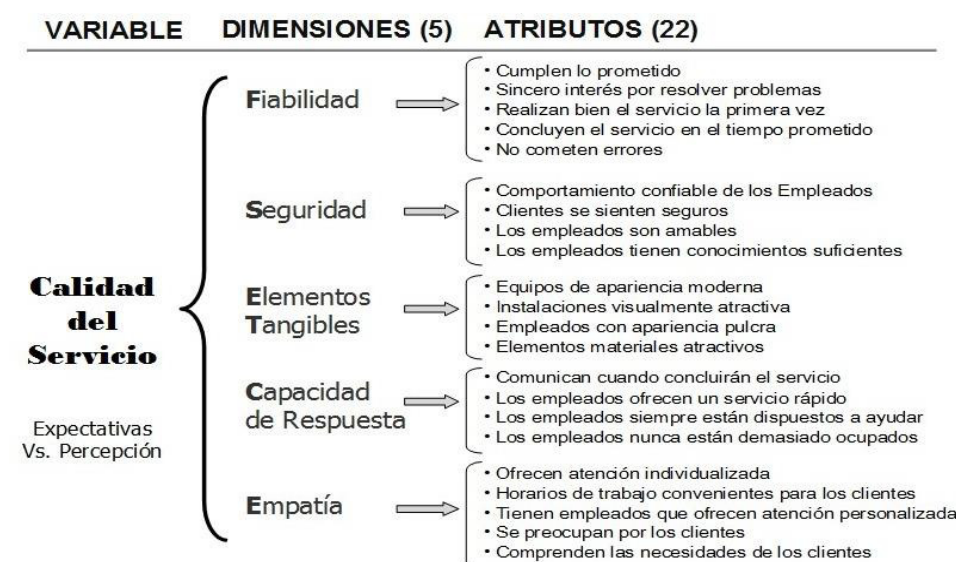 VARIABLE DIMENSIONES (5) ATRIBUTOS (22)
Calidad
del
Servicio
Expectativas
Vs. Percepción
Fiabilidad
• Cumplen lo prometido
• Sincero interés por resolver problemas
• Realizan bien el servicio la primera vez
• Concluyen el servicio en el tiempo prometido
• No cometen errores
Seguridad
• Comportamiento confiable de los Empleados
• Clientes se sienten seguros
• Los empleados son amables
• Los empleados tienen conocimientos suficientes
Elementos
Tangibles
• Equipos de apariencia moderna
• Instalaciones visualmente atractiva
• Empleados con apariencia pulcra
• Elementos materiales atractivos
Capacidad
de Respuesta
• Comunican cuando concluirán el servicio
• Los empleados ofrecen un servicio rápido
• Los empleados siempre están dispuestos a ayudar
• Los empleados nunca están demasiado ocupados
Empatía
• Ofrecen atención individualizada
• Horarios de trabajo convenientes para los clientes
• Tienen empleados que ofrecen atención personalizada
• Se preocupan por los clientes
• Comprenden las necesidades de los clientes